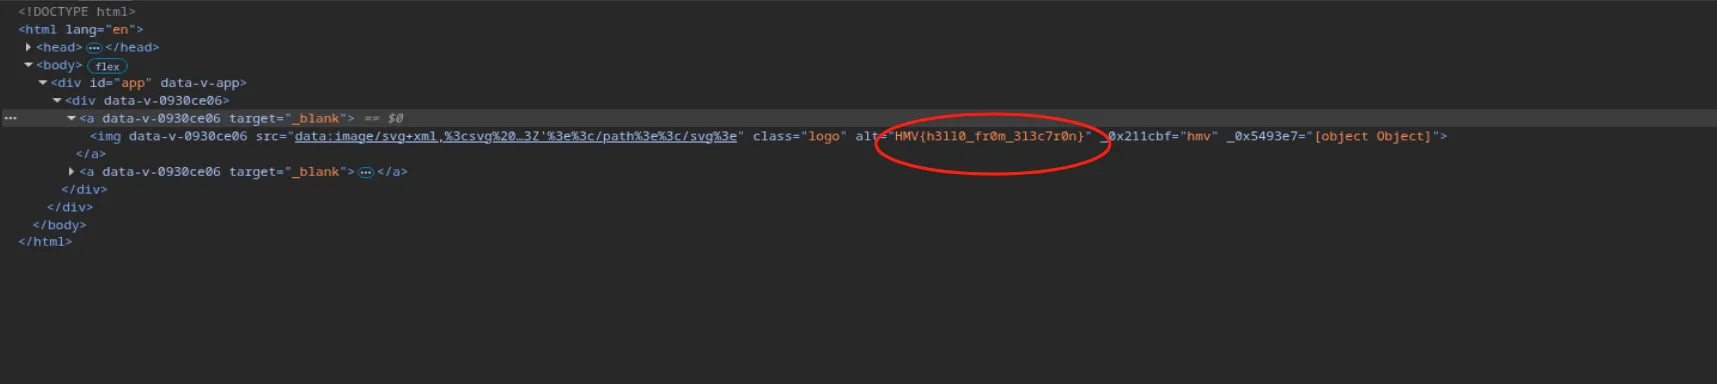 <!DOCTYPE html>
<html lang="en">
<head> ⋯ </head>
<body> flex
<div id="app" data-v-app>
<div data-v-0930ce06>
⋯ <a data-v-0930ce06 target="_blank"> == $0
<img data-v-0930ce06 src="data:image/svg+xml,%3csvg%20…3Z'%3e%3c/path%3e%3c/svg%3e" class="logo" alt="HMV{h3ll0_fr0m_3l3c7r0n}" _0x211cbf="hmv" _0x5493e7="[object Object]">
</a>
<a data-v-0930ce06 target="_blank"> ⋯ </a>
</div>
</div>
</body>
</html>